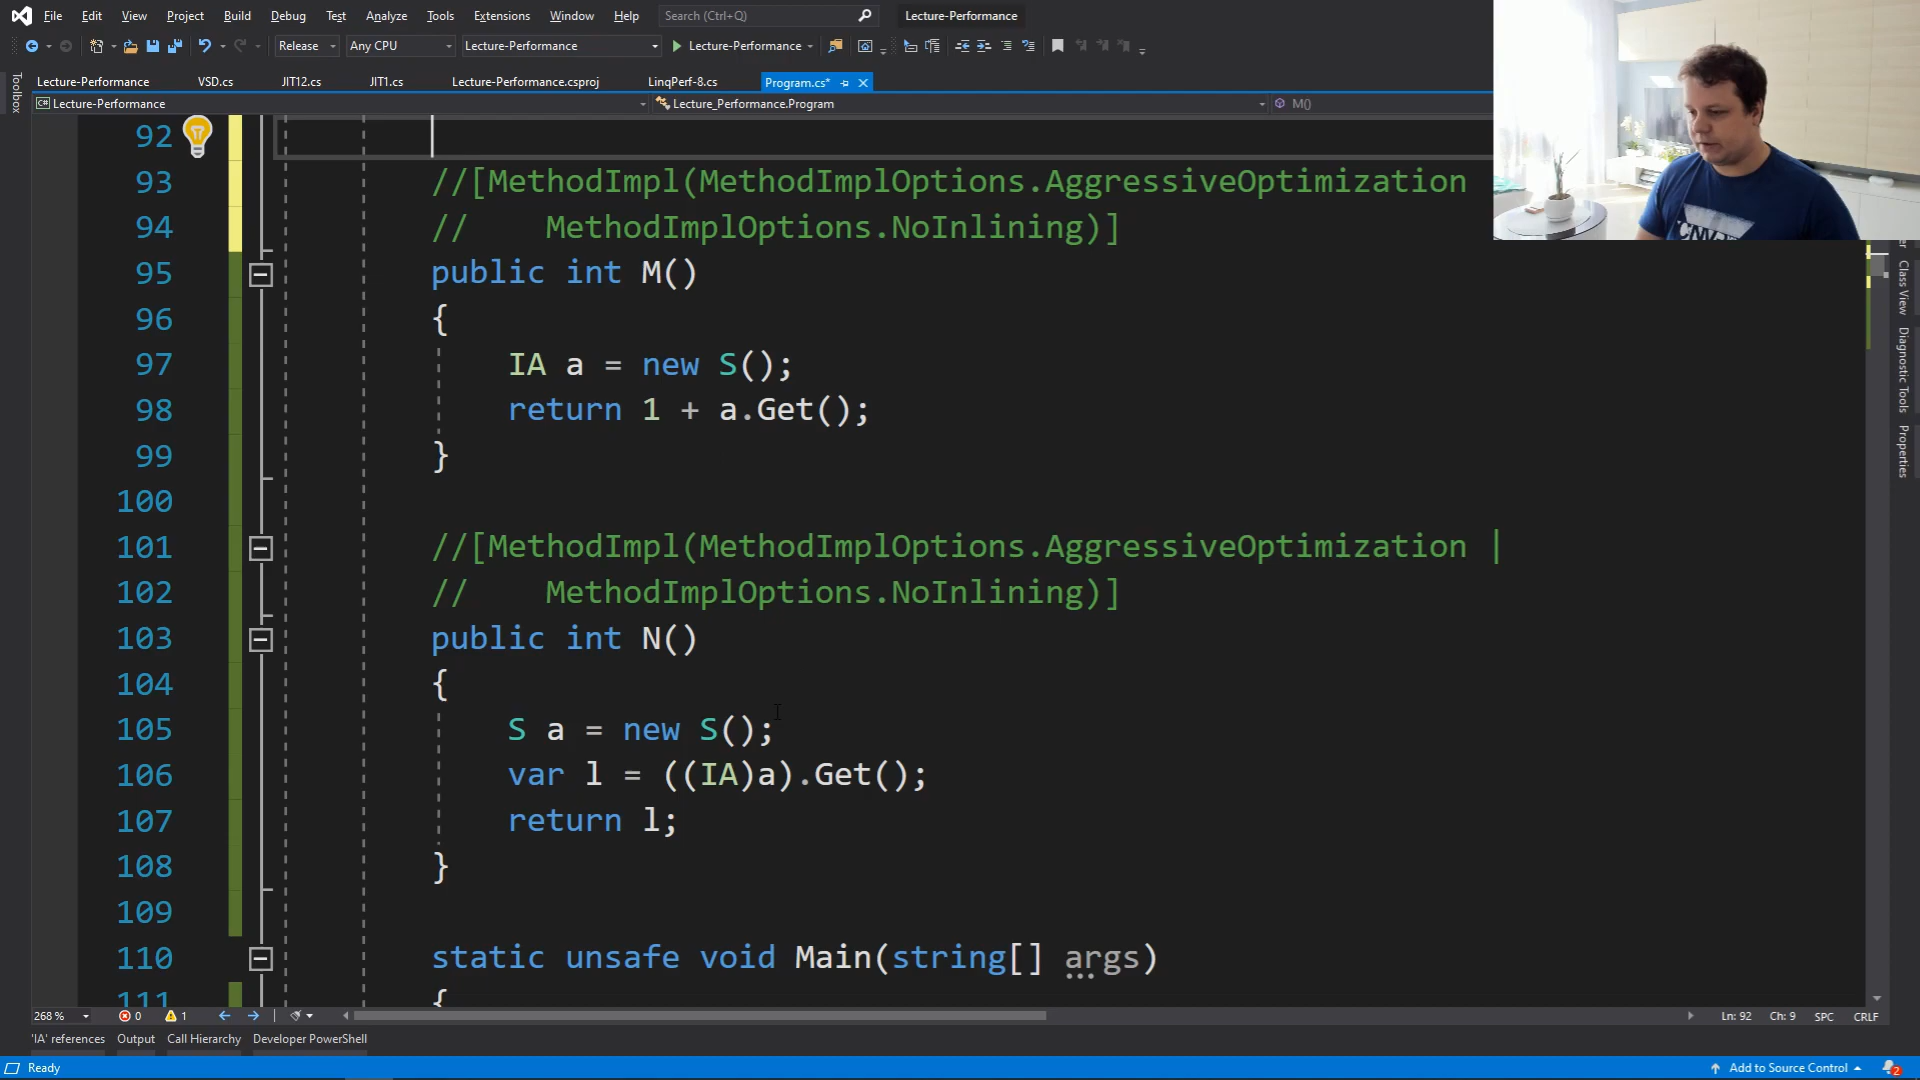 File Edit View Project Build Debug Test Analyze Tools Extensions Window Help Search (Ctrl+Q) Lecture-Performance
Release Any CPU Lecture-Performance Lecture-Performance
Lecture-Performance VSD.cs JIT12.cs JIT1.cs Lecture-Performance.csproj LinqPerf-8.cs Program.cs*
C# Lecture-Performance Lecture_Performance.Program M()
Toolbox
92
93 //[MethodImpl(MethodImplOptions.AggressiveOptimization
94 // MethodImplOptions.NoInlining)]
95 public int M()
96 {
97 IA a = new S();
98 return 1 + a.Get();
99 }
100
101 //[MethodImpl(MethodImplOptions.AggressiveOptimization |
102 // MethodImplOptions.NoInlining)]
103 public int N()
104 {
105 S a = new S();
106 var l = ((IA)a).Get();
107 return l;
108 }
109
110 static unsafe void Main(string[] args)
111 {
Class View
Diagnostic Tools
Properties
268 % 0 1 Ln: 92 Ch: 9 SPC CRLF
'IA' references Output Call Hierarchy Developer PowerShell
Ready Add to Source Control 2